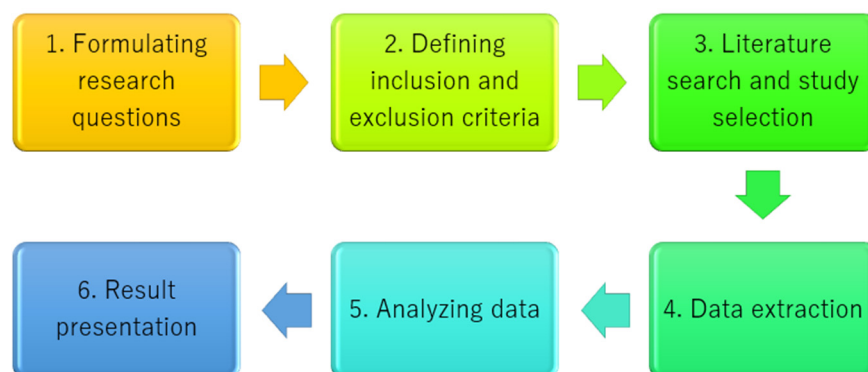 1. Formulating
research
questions
2. Defining
inclusion and
exclusion criteria
3. Literature
search and study
selection
4. Data extraction
5. Analyzing data
6. Result
presentation